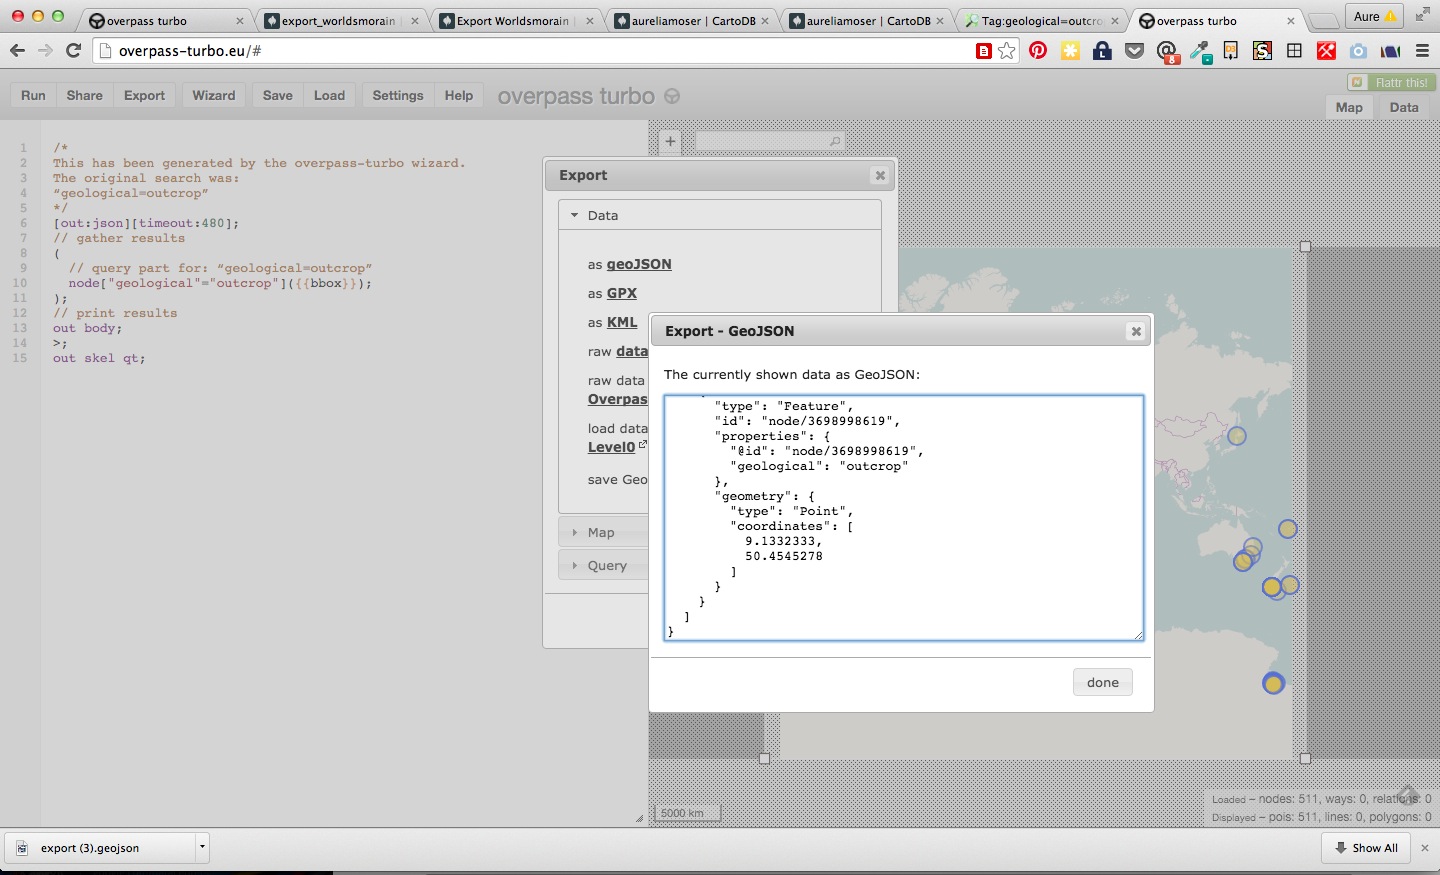 overpass turbo
export_worldsmorain
Export Worldsmorain
aureliamoser | CartoDB
aureliamoser | CartoDB
Tag:geological=outcro
overpass turbo
Aure
overpass-turbo.eu/#
8
Run
Share
Export
Wizard
Save
Load
Settings
Help
overpass turbo
Flattr this!
Map
Data
1 /*
2 This has been generated by the overpass-turbo wizard.
3 The original search was:
4 “geological=outcrop”
5 */
6 [out:json][timeout:480];
7 // gather results
8 (
9 // query part for: “geological=outcrop”
10 node["geological"="outcrop"]({{bbox}});
11 );
12 // print results
13 out body;
14 >;
15 out skel qt;
+
Export
Data
as geoJSON
as GPX
as KML
raw data
raw data
Overpas
load data
Level0
save Geo
Map
Query
Export - GeoJSON
The currently shown data as GeoJSON:
"type": "Feature",
"id": "node/3698998619",
"properties": {
"@id": "node/3698998619",
"geological": "outcrop"
},
"geometry": {
"type": "Point",
"coordinates": [
9.1332333,
50.4545278
]
}
}
]
}
done
5000 km
Loaded – nodes: 511, ways: 0, relations: 0
Displayed – pois: 511, lines: 0, polygons: 0
export (3).geojson
Show All